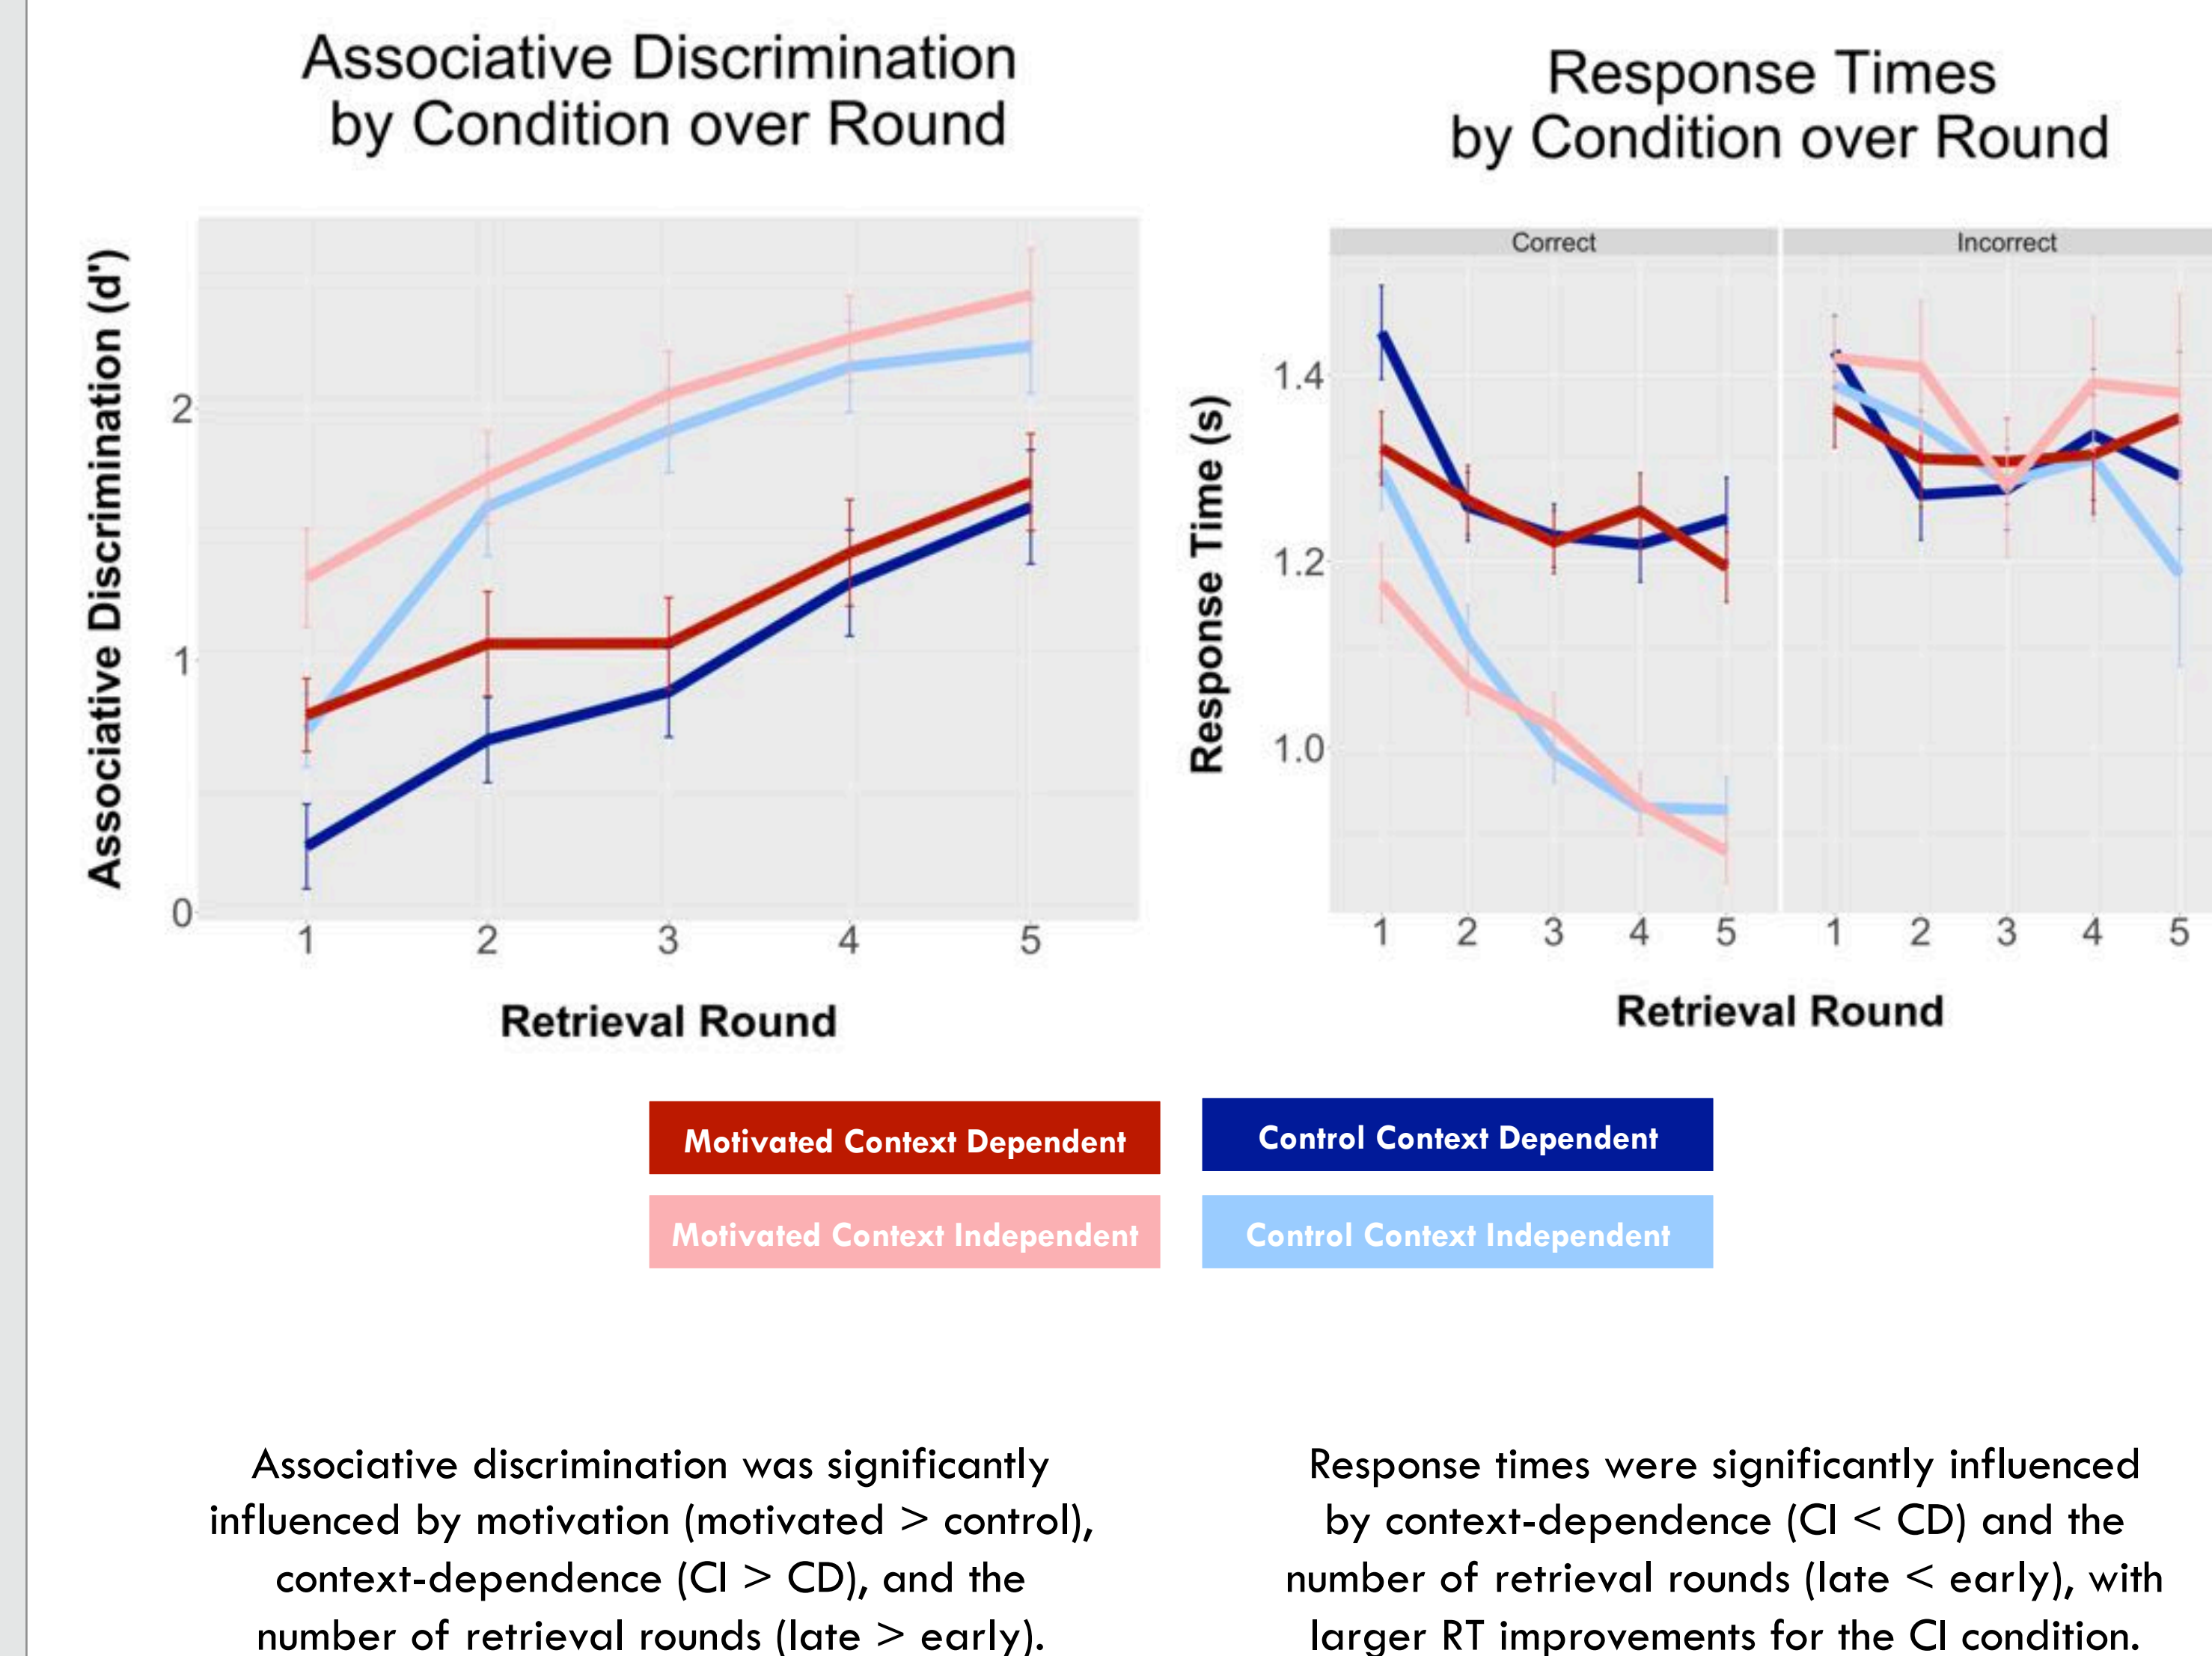 Associative Discrimination
by Condition over Round
Associative Discrimination (d')
2
1
0
1 2 3 4 5
Retrieval Round
Response Times
by Condition over Round
Response Time (s)
Correct
Incorrect
1.4
1.2
1.0
1 2 3 4 5
1 2 3 4 5
Retrieval Round
Motivated Context Dependent
Control Context Dependent
Motivated Context Independent
Control Context Independent
Associative discrimination was significantly
influenced by motivation (motivated > control),
context-dependence (CI > CD), and the
number of retrieval rounds (late > early).
Response times were significantly influenced
by context-dependence (CI < CD) and the
number of retrieval rounds (late < early), with
larger RT improvements for the CI condition.